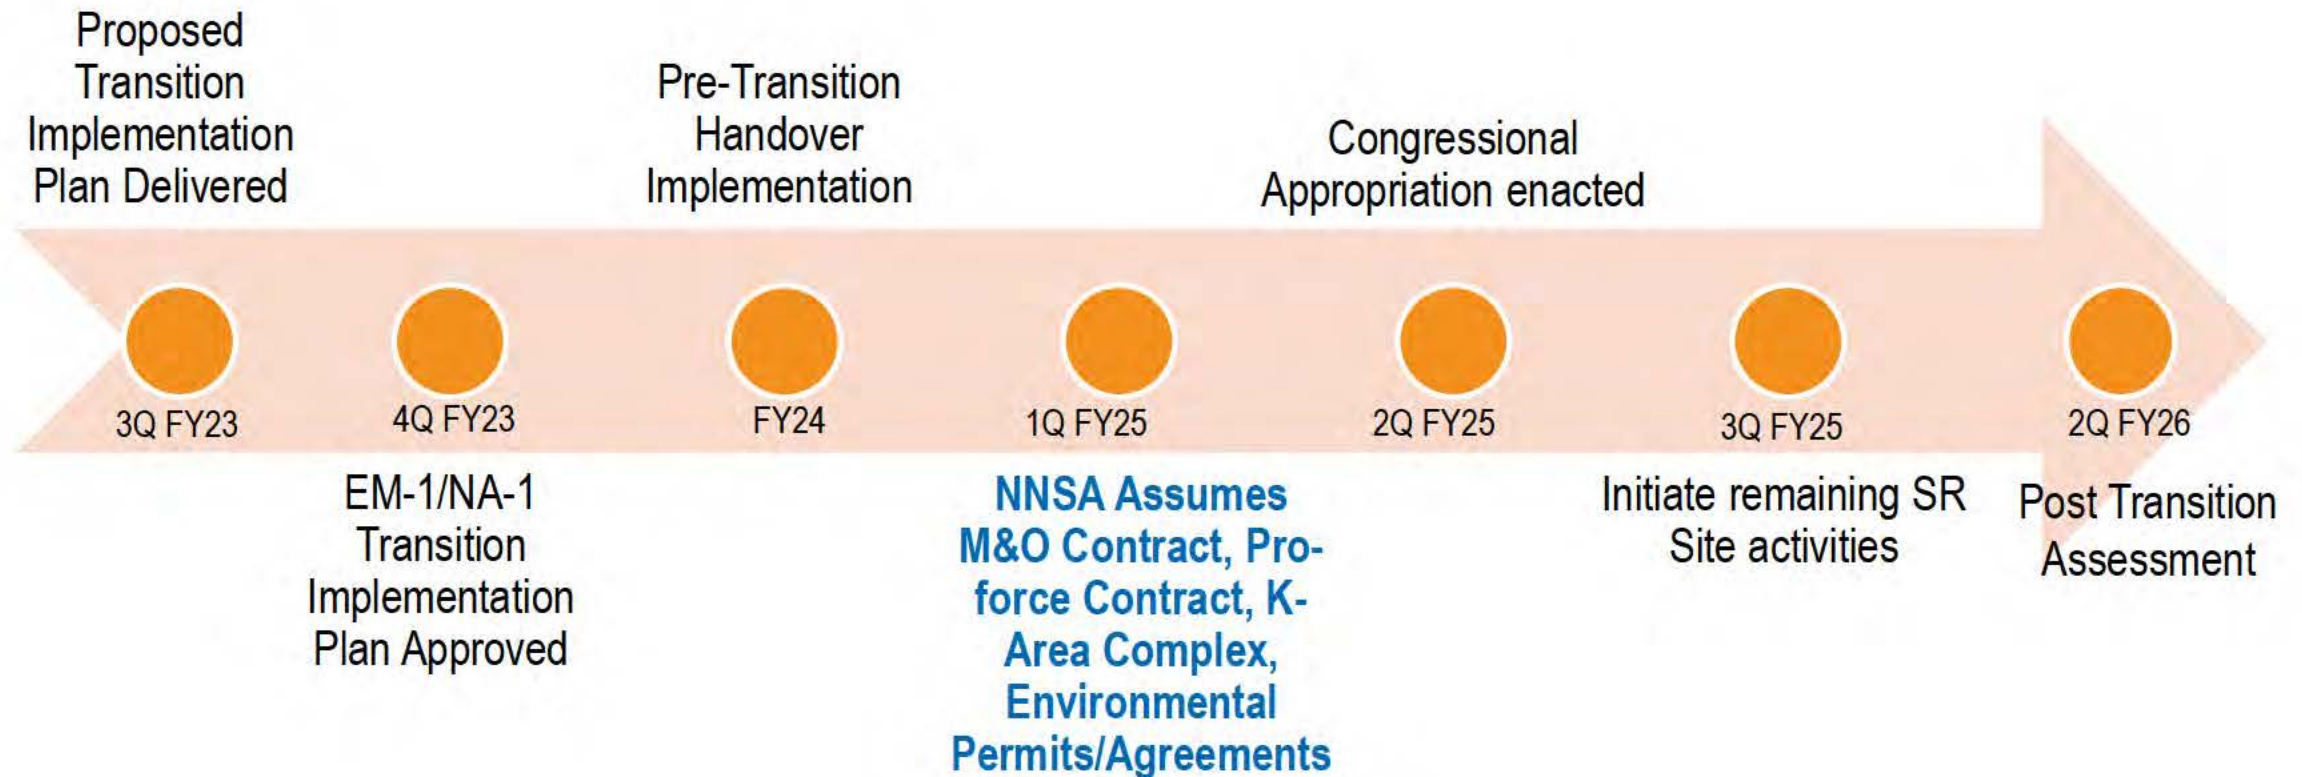 Proposed
Transition
Implementation
Plan Delivered
Pre-Transition
Handover
Implementation
Congressional
Appropriation enacted
3Q FY23
4Q FY23
FY24
1Q FY25
2Q FY25
3Q FY25
2Q FY26
EM-1/NA-1
Transition
Implementation
Plan Approved
NNSA Assumes
M&O Contract, Pro-
force Contract, K-
Area Complex,
Environmental
Permits/Agreements
Initiate remaining SR
Site activities
Post Transition
Assessment